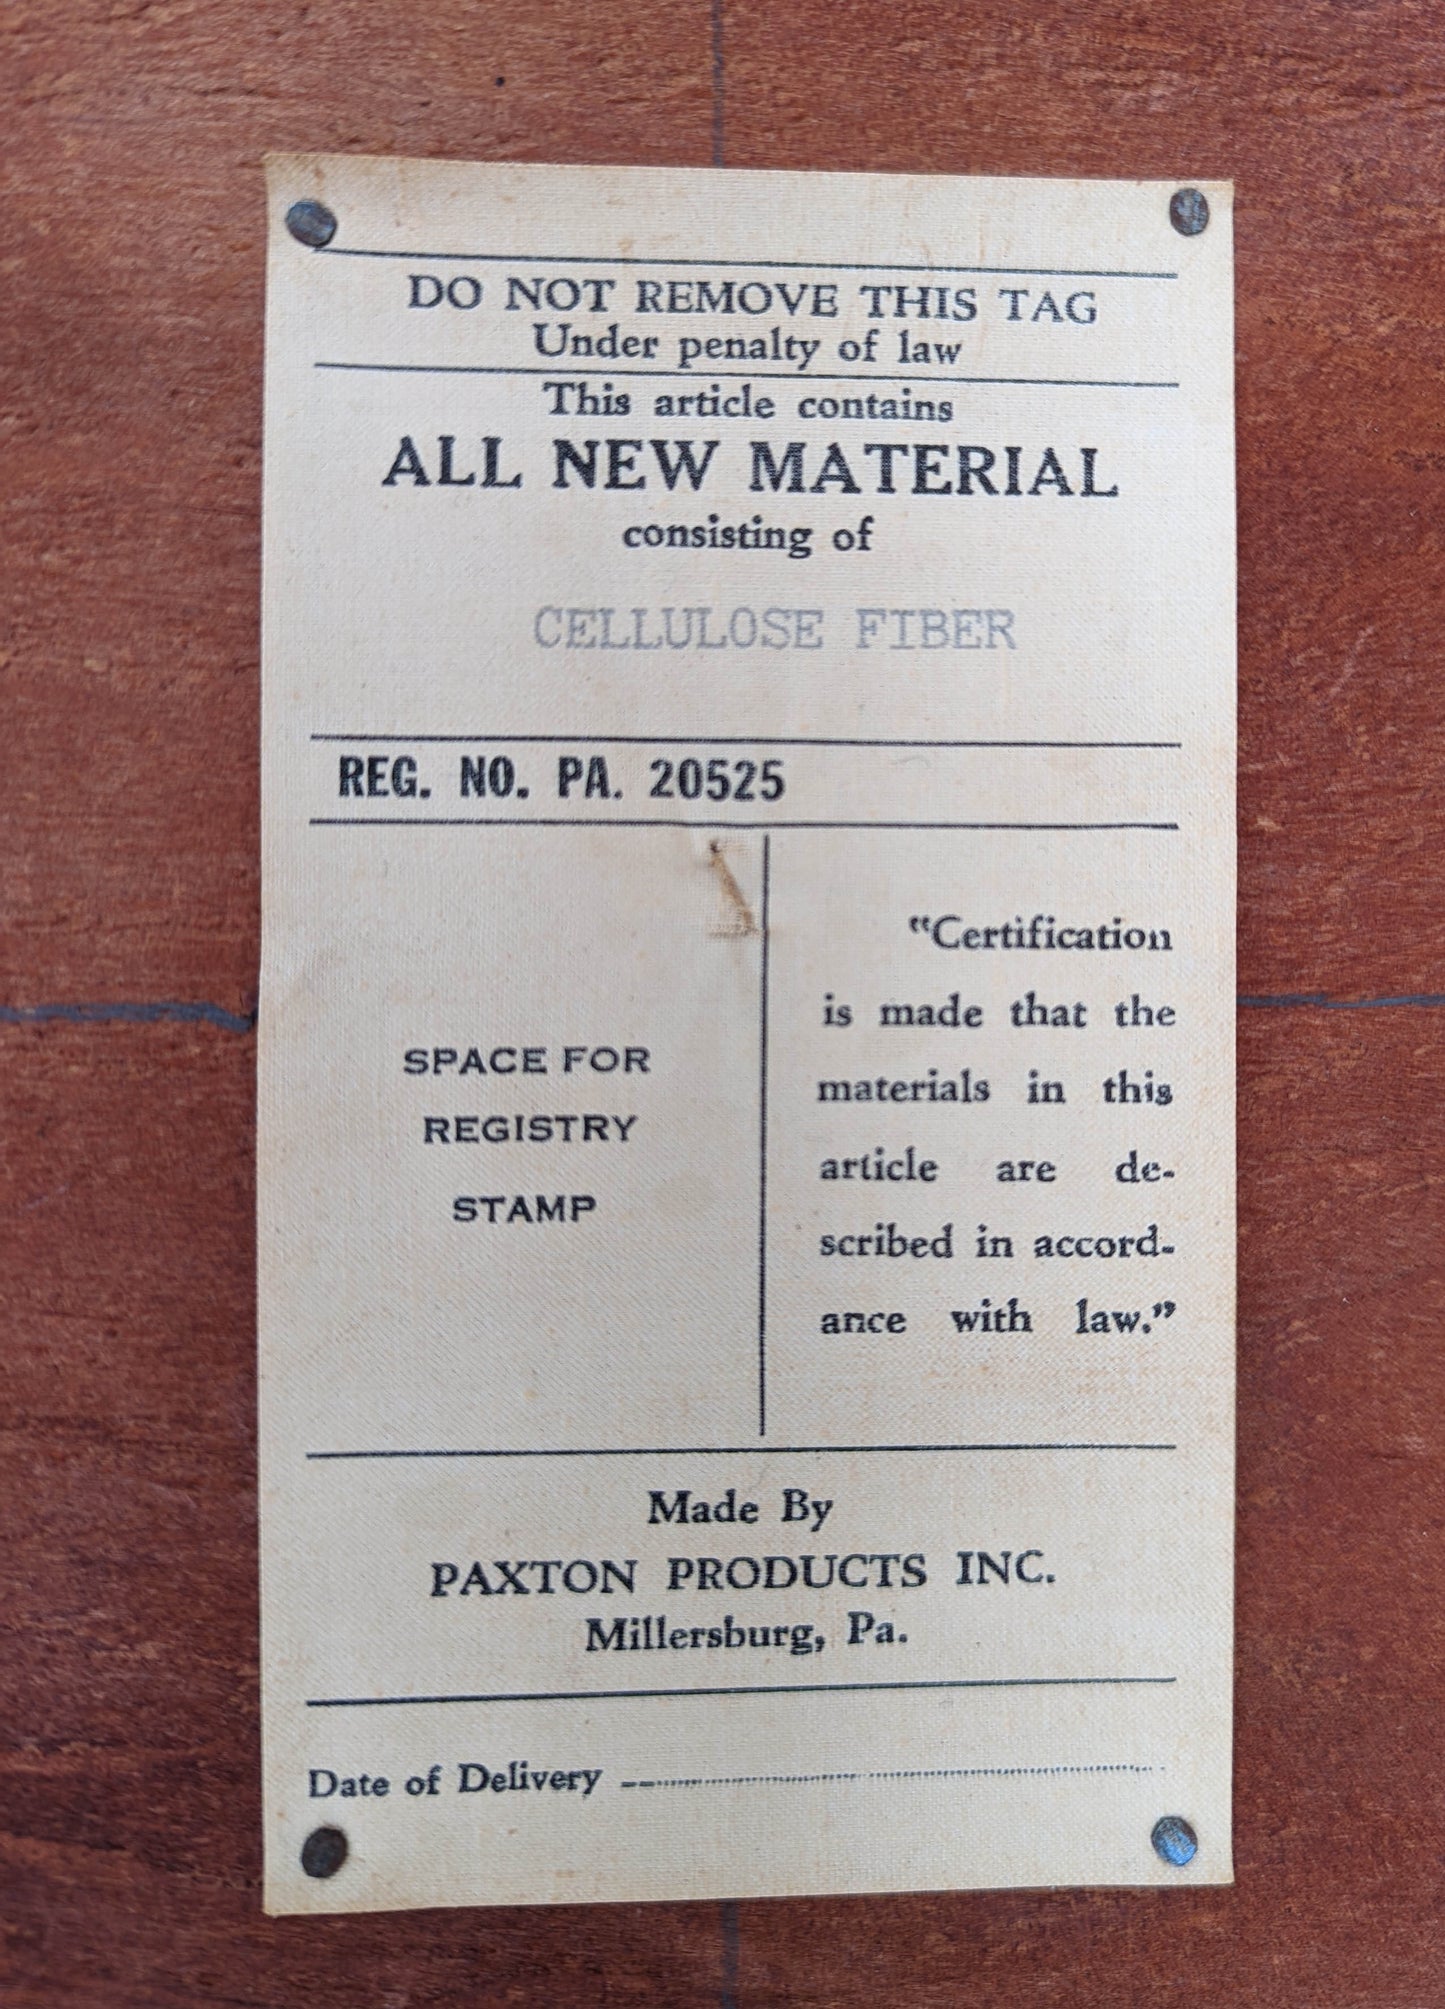 DO NOT REMOVE THIS TAG
Under penalty of law
This article contains
ALL NEW MATERIAL
consisting of
CELLULOSE FIBER
REG. NO. PA. 20525
SPACE FOR
REGISTRY
STAMP
"Certification
is made that the
materials in this
article are de-
scribed in accord-
ance with law."
Made By
PAXTON PRODUCTS INC.
Millersburg, Pa.
Date of Delivery